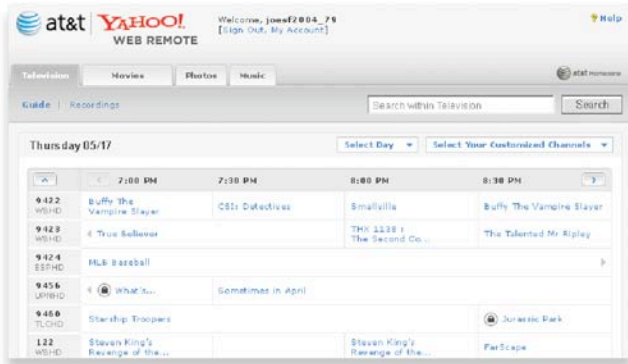 at&t YAHOO! WEB REMOTE
Welcome, joesf2004_79
[Sign Out, My Account]
Help
Television Movies Photos Music
at&t Homezone
Guide | Recordings
Search within Television Search
Thursday 05/17 Select Day Select Your Customized Channels
7:00 PM 7:30 PM 8:00 PM 8:30 PM
9422 WBHD Buffy The Vampire Slayer CSI: Detectives Smallville Buffy The Vampire Slayer
9423 WBHD True Believer THX 1138 : The Second Co... The Talented Mr Ripley
9424 ESPHD MLB Baseball
9456 UPNHD What's... Sometimes in April
9460 TLCHD Starship Troopers Jurassic Park
122 WBHD Steven King's Revenge of the... Steven King's Revenge of the... FarScape